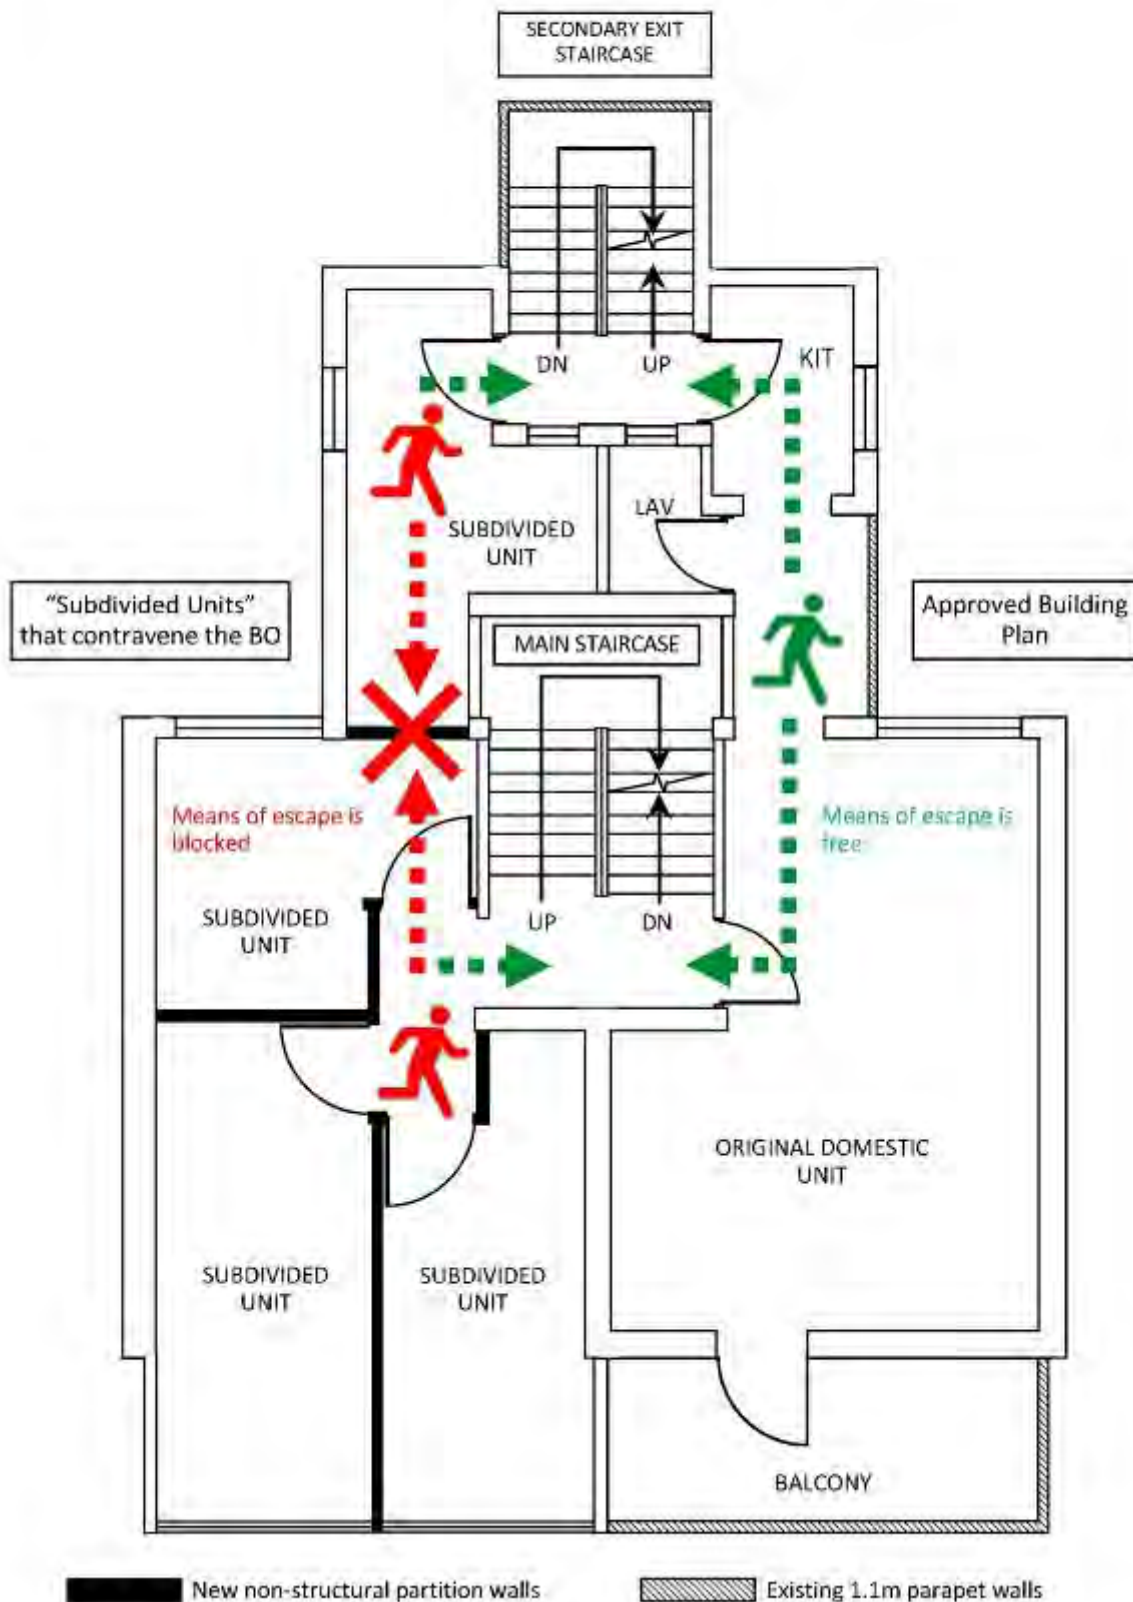 SECONDARY EXIT
STAIRCASE
DN
UP
KIT
LAV
SUBDIVIDED
UNIT
"Subdivided Units"
that contravene the BO
MAIN STAIRCASE
Approved Building
Plan
Means of escape is
blocked
Means of escape is
free
SUBDIVIDED
UNIT
UP
DN
ORIGINAL DOMESTIC
UNIT
SUBDIVIDED
UNIT
SUBDIVIDED
UNIT
BALCONY
New non-structural partition walls
Existing 1.1m parapet walls